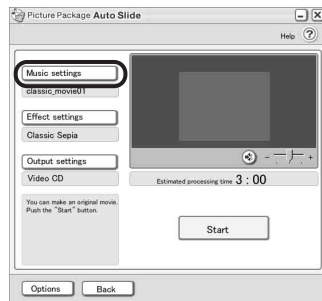 Picture Package Auto Slide
Help ?
Music settings
classic_movie01
Effect settings
Classic Sepia
Output settings
Video CD
- +
Estimated processing time 3 : 00
You can make an original movie.
Push the "Start" button.
Start
Options Back